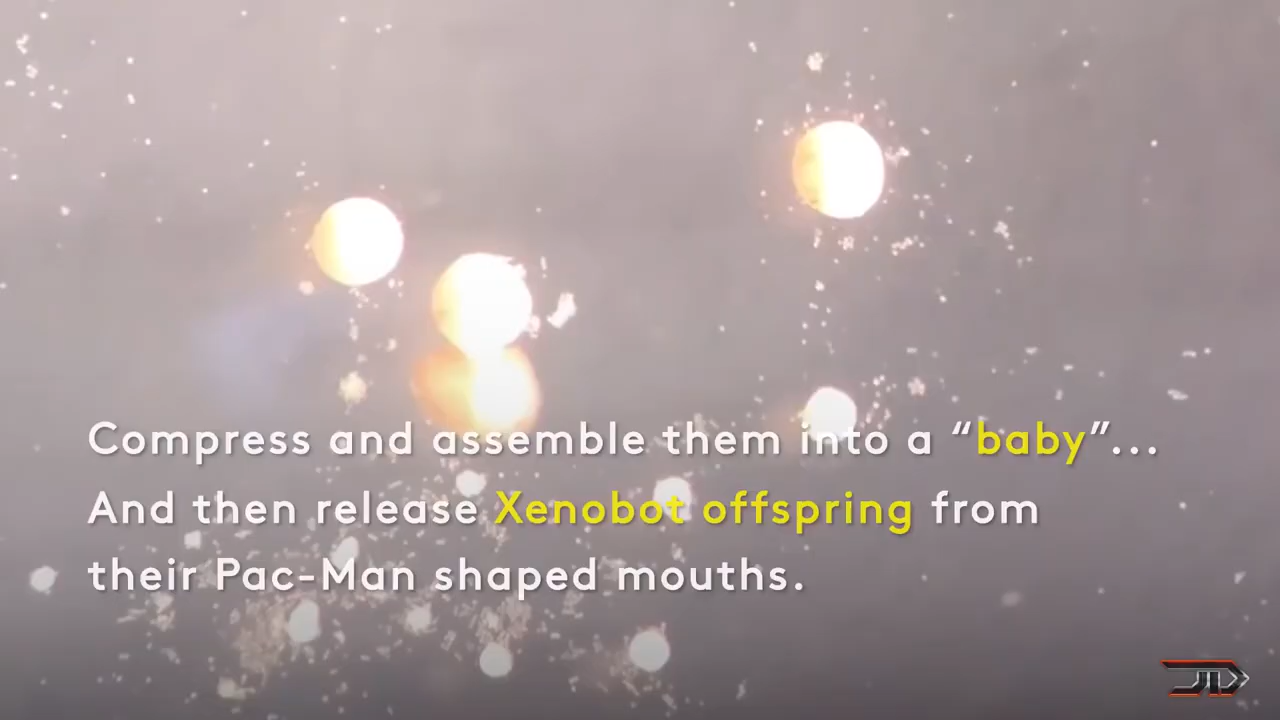 Compress and assemble them into a “baby”...
And then release Xenobot offspring from
their Pac-Man shaped mouths.